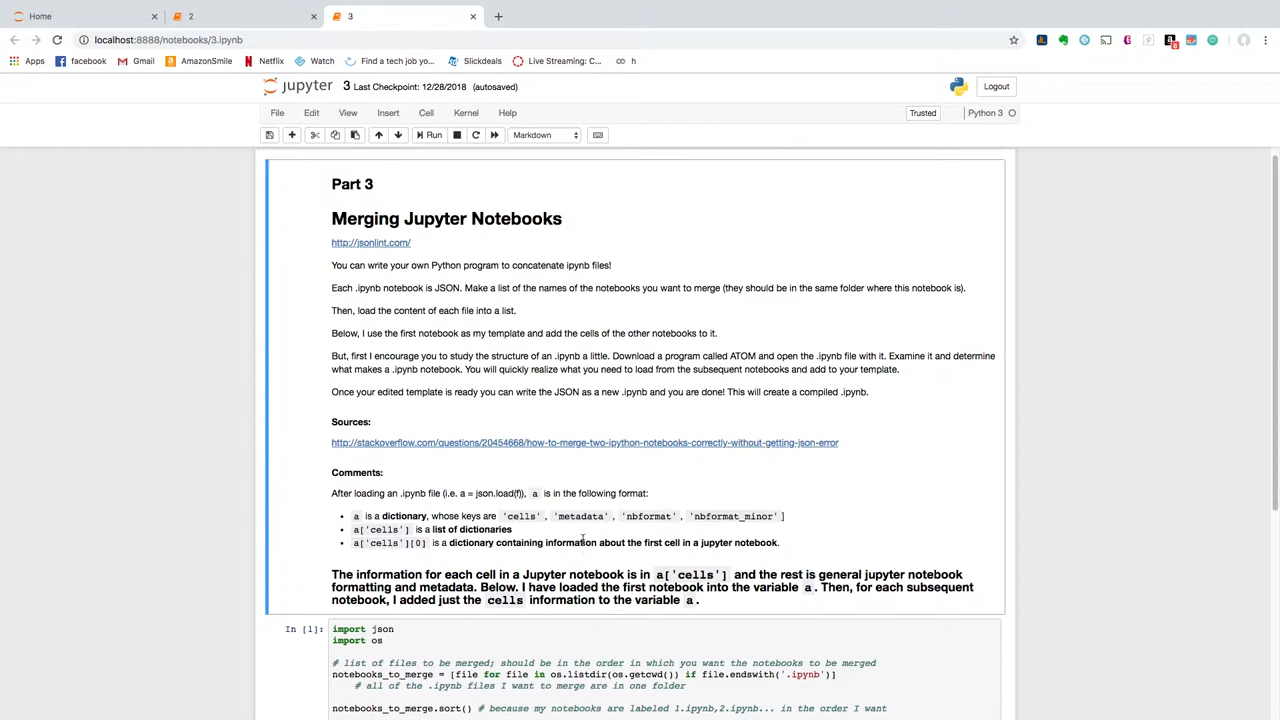 Home
2
3
localhost:8888/notebooks/3.ipynb
Apps facebook Gmail AmazonSmile Netflix Watch Find a tech job yo... Slickdeals Live Streaming: C... h
jupyter 3 Last Checkpoint: 12/28/2018 (autosaved) Logout
File Edit View Insert Cell Kernel Help Trusted Python 3
Run Markdown
Part 3
Merging Jupyter Notebooks
http://jsonlint.com/
You can write your own Python program to concatenate ipynb files!
Each .ipynb notebook is JSON. Make a list of the names of the notebooks you want to merge (they should be in the same folder where this notebook is).
Then, load the content of each file into a list.
Below, I use the first notebook as my template and add the cells of the other notebooks to it.
But, first I encourage you to study the structure of an .ipynb a little. Download a program called ATOM and open the .ipynb file with it. Examine it and determine
what makes a .ipynb notebook. You will quickly realize what you need to load from the subsequent notebooks and add to your template.
Once your edited template is ready you can write the JSON as a new .ipynb and you are done! This will create a compiled .ipynb.
Sources:
http://stackoverflow.com/questions/20454668/how-to-merge-two-ipython-notebooks-correctly-without-getting-json-error
Comments:
After loading an .ipynb file (i.e. a = json.load(f)), a is in the following format:
• a is a dictionary, whose keys are 'cells', 'metadata', 'nbformat', 'nbformat_minor']
• a['cells'] is a list of dictionaries
• a['cells'][0] is a dictionary containing information about the first cell in a jupyter notebook.
The information for each cell in a Jupyter notebook is in a['cells'] and the rest is general jupyter notebook
formatting and metadata. Below. I have loaded the first notebook into the variable a. Then, for each subsequent
notebook, I added just the cells information to the variable a.
In [1]: import json
import os
# list of files to be merged; should be in the order in which you want the notebooks to be merged
notebooks_to_merge = [file for file in os.listdir(os.getcwd()) if file.endswith('.ipynb')]
# all of the .ipynb files I want to merge are in one folder
notebooks_to_merge.sort() # because my notebooks are labeled 1.ipynb,2.ipynb... in the order I want